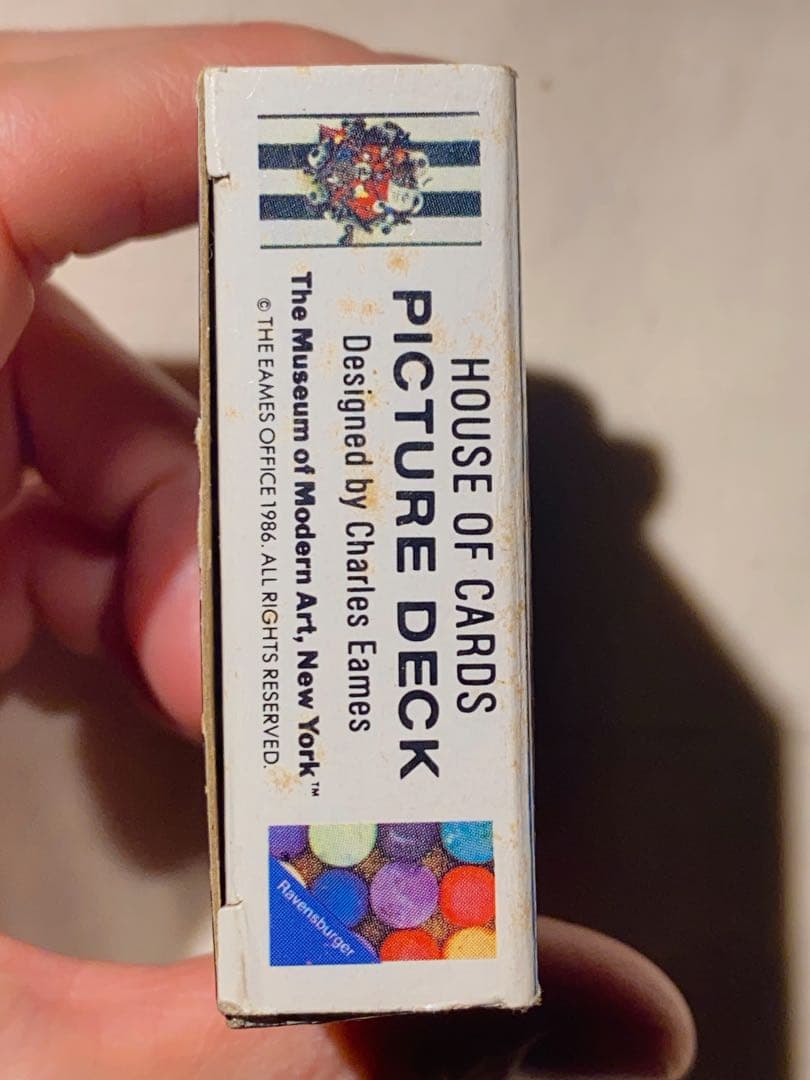 HOUSE OF CARDS
PICTURE DECK
Designed by Charles Eames
The Museum of Modern Art, New York™
© THE EAMES OFFICE 1986. ALL RIGHTS RESERVED.
Ravensburger